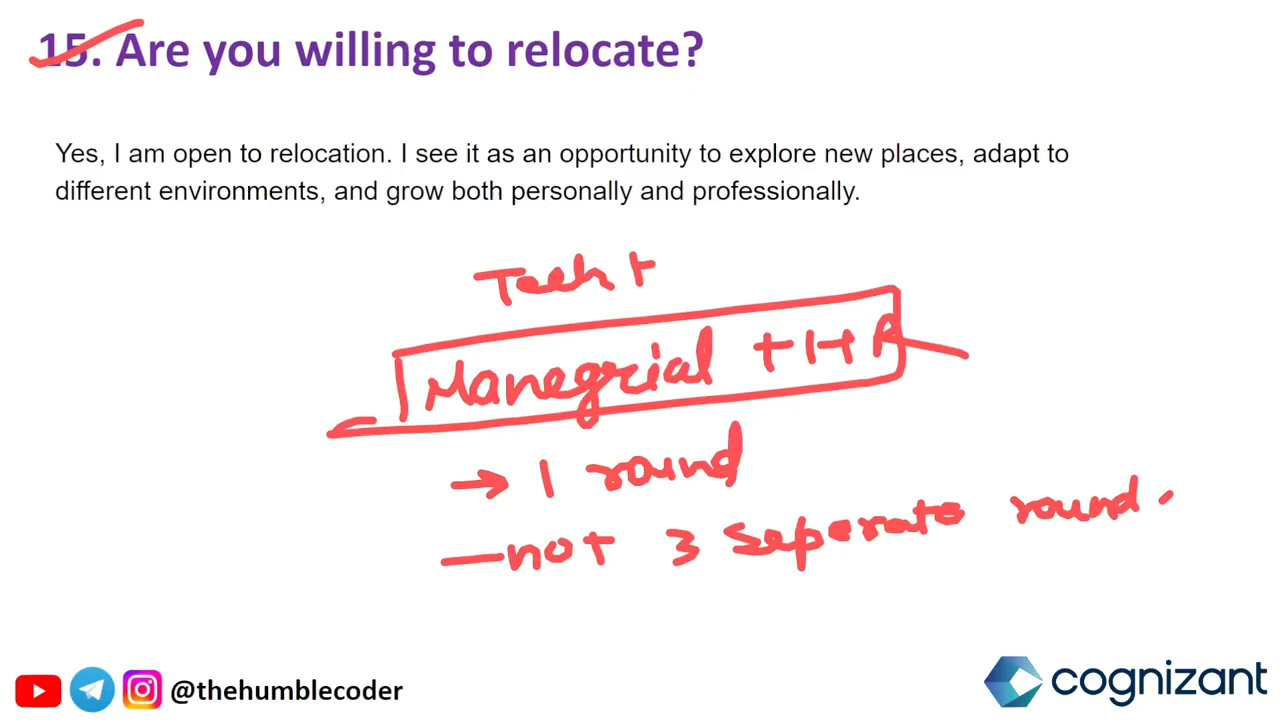 15. Are you willing to relocate?
Yes, I am open to relocation. I see it as an opportunity to explore new places, adapt to
different environments, and grow both personally and professionally.
Tech +
Manegrial + HR
→ 1 round
—not 3 Seperate round.
@thehumblecoder
cognizant